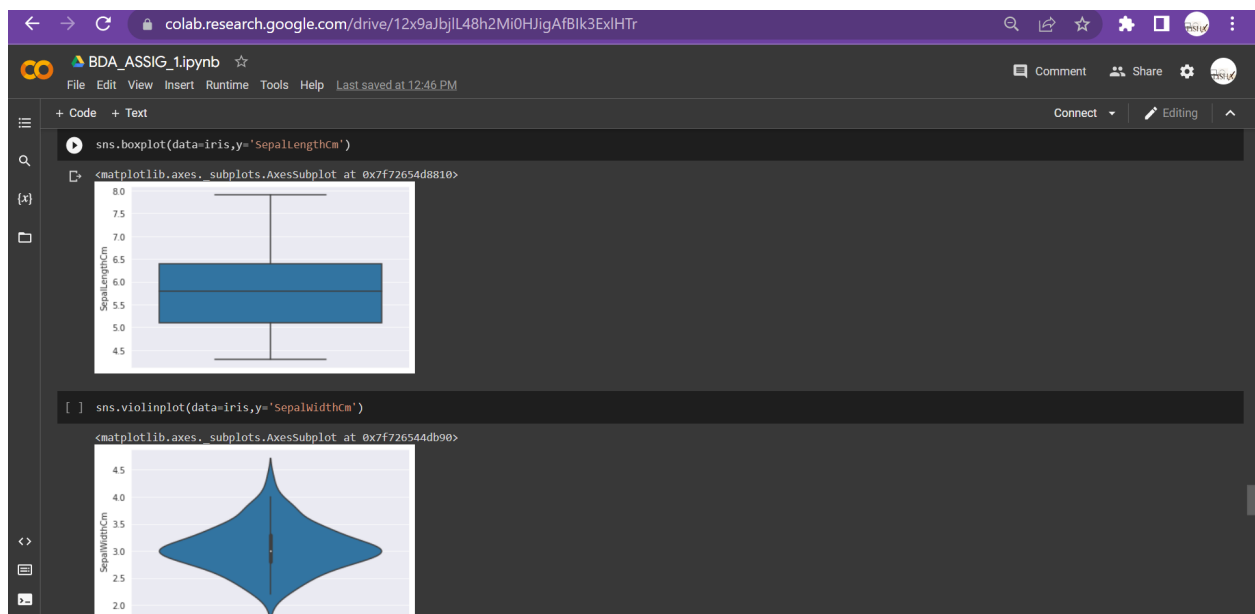 colab.research.google.com/drive/12x9aJbjlL48h2Mi0HJigAfBIk3ExlHTr
CO
BDA_ASSIG_1.ipynb
File Edit View Insert Runtime Tools Help Last saved at 12:46 PM
Comment Share
+ Code + Text
Connect Editing
sns.boxplot(data=iris,y='SepalLengthCm')
<matplotlib.axes._subplots.AxesSubplot at 0x7f72654d8810>
{x}
8.0
7.5
7.0
6.5
6.0
5.5
5.0
4.5
SepalLengthCm
[ ] sns.violinplot(data=iris,y='SepalWidthCm')
<matplotlib.axes._subplots.AxesSubplot at 0x7f726544db90>
4.5
4.0
3.5
3.0
2.5
2.0
SepalWidthCm